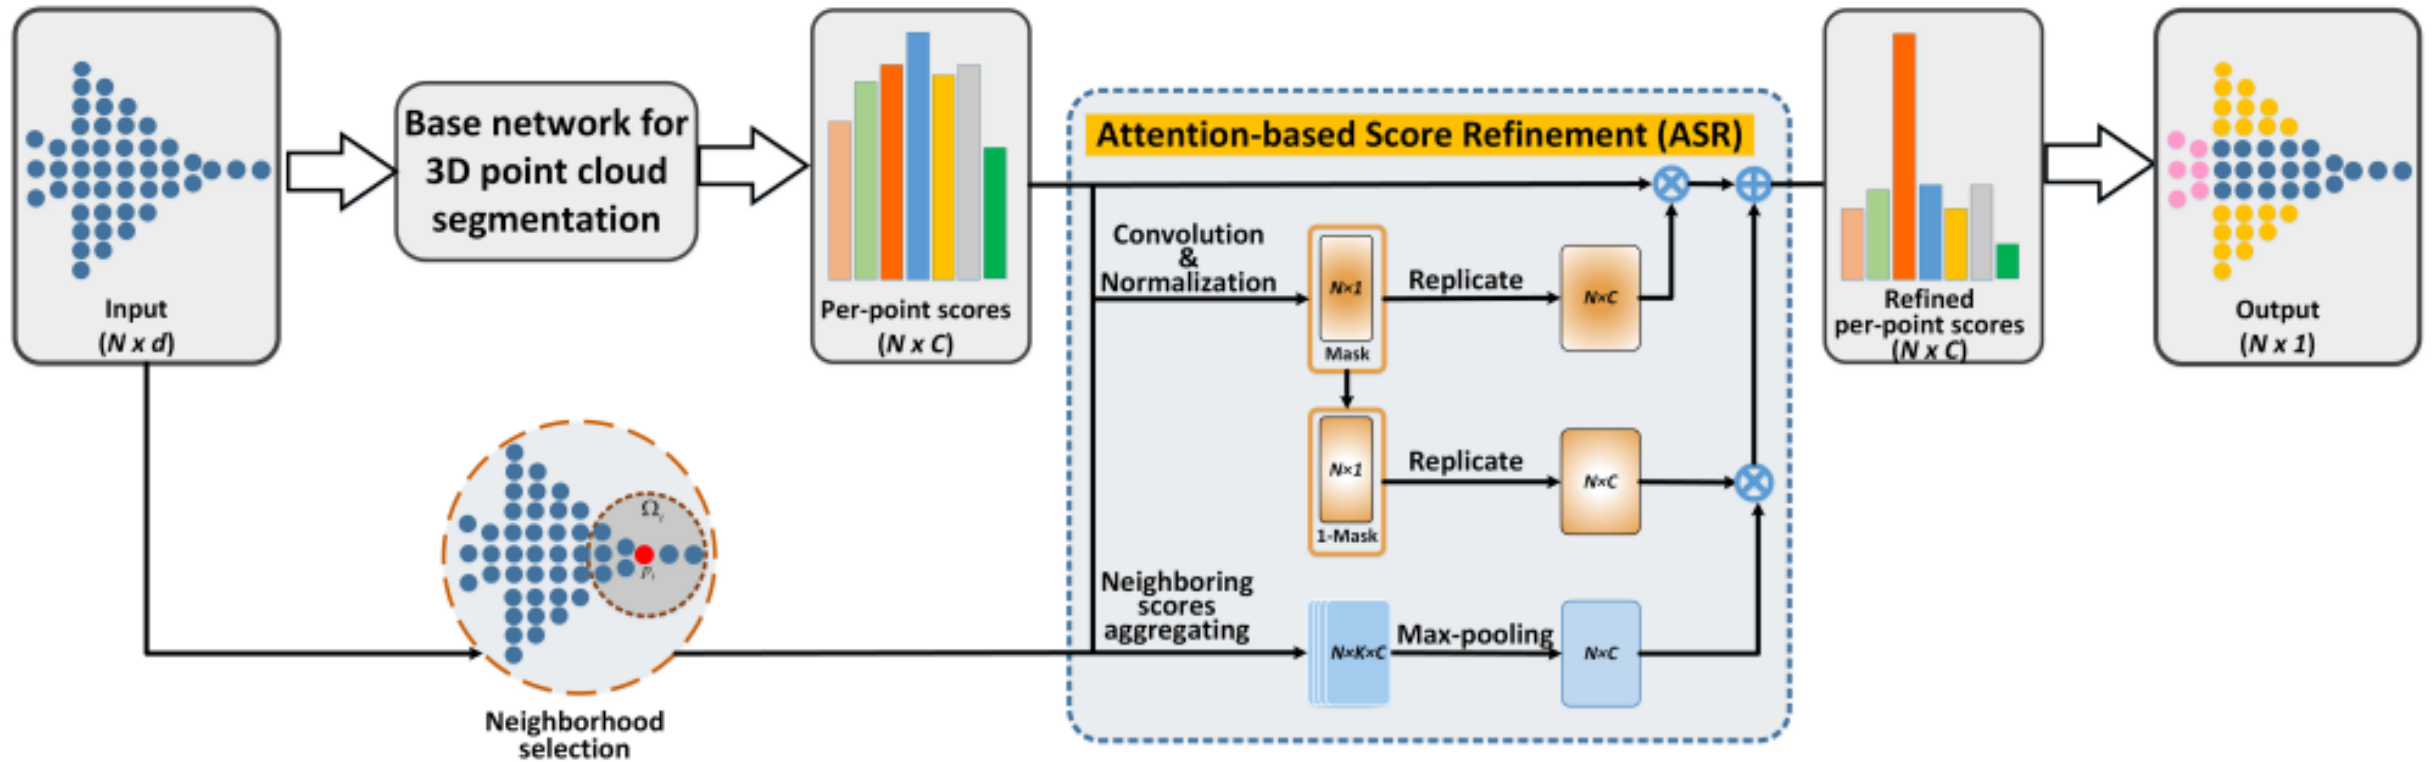 Input
(N x d)
Base network for
3D point cloud
segmentation
Per-point scores
(N x C)
Attention-based Score Refinement (ASR)
Convolution
&
Normalization
N×1
Mask
Replicate
N×C
N×1
1-Mask
Replicate
N×C
Neighboring
scores
aggregating
N×K×C
Max-pooling
N×C
Refined
per-point scores
(N x C)
Output
(N x 1)
Ωi
Pi
Neighborhood
selection